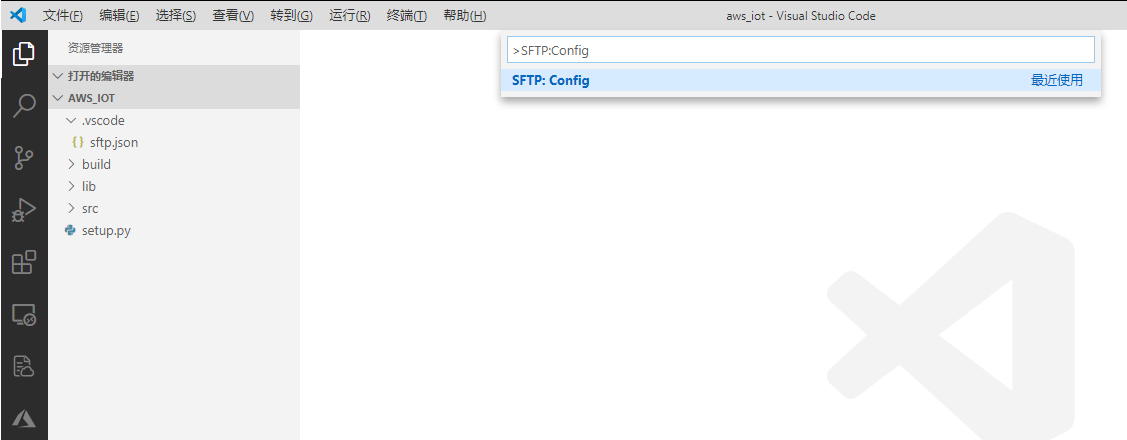 文件(F) 编辑(E) 选择(S) 查看(V) 转到(G) 运行(R) 终端(T) 帮助(H) aws_iot - Visual Studio Code
>SFTP:Config
SFTP: Config 最近使用
资源管理器
打开的编辑器
AWS_IOT
.vscode
{} sftp.json
build
lib
src
setup.py